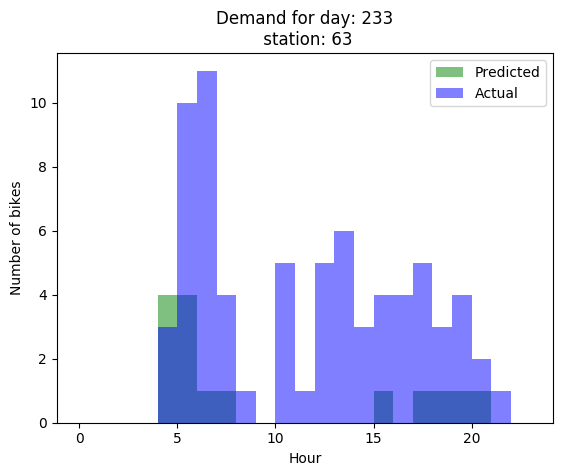 Demand for day: 233
station: 63
Predicted
Actual
Number of bikes
10
8
6
4
2
0
0
5
10
15
20
Hour